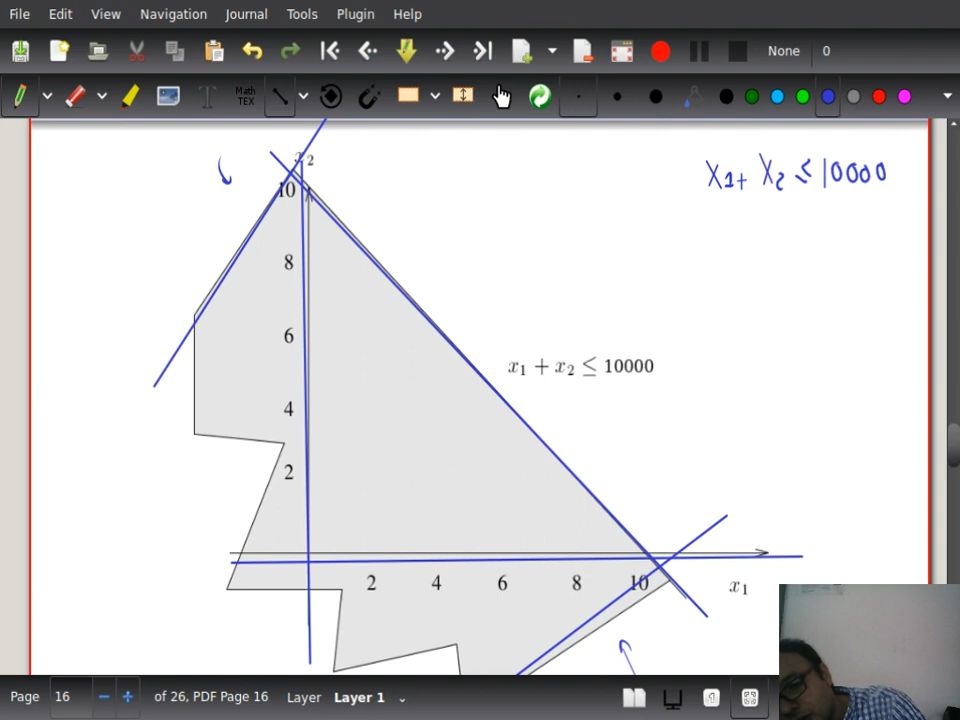 File Edit View Navigation Journal Tools Plugin Help
None 0
T Math TEX
x₂
X₁+ X₂ ≤ 10000
10
8
6
x₁ + x₂ ≤ 10000
4
2
2 4 6 8 10 x₁
Page 16 of 26, PDF Page 16 Layer Layer 1